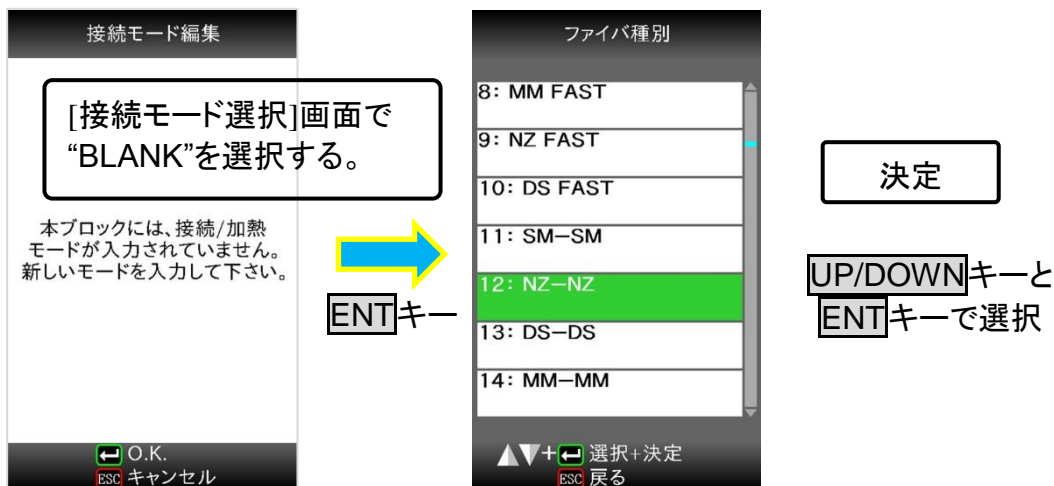 接続モード編集
[接続モード選択]画面で
“BLANK”を選択する。
本ブロックには、接続/加熱
モードが入力されていません。
新しいモードを入力して下さい。
O.K.
ESC キャンセル
ENTキー
ファイバ種別
8: MM FAST
9: NZ FAST
10: DS FAST
11: SM−SM
12: NZ−NZ
13: DS−DS
14: MM−MM
▲▼+ 選択+決定
ESC 戻る
決定
UP/DOWNキーと
ENTキーで選択